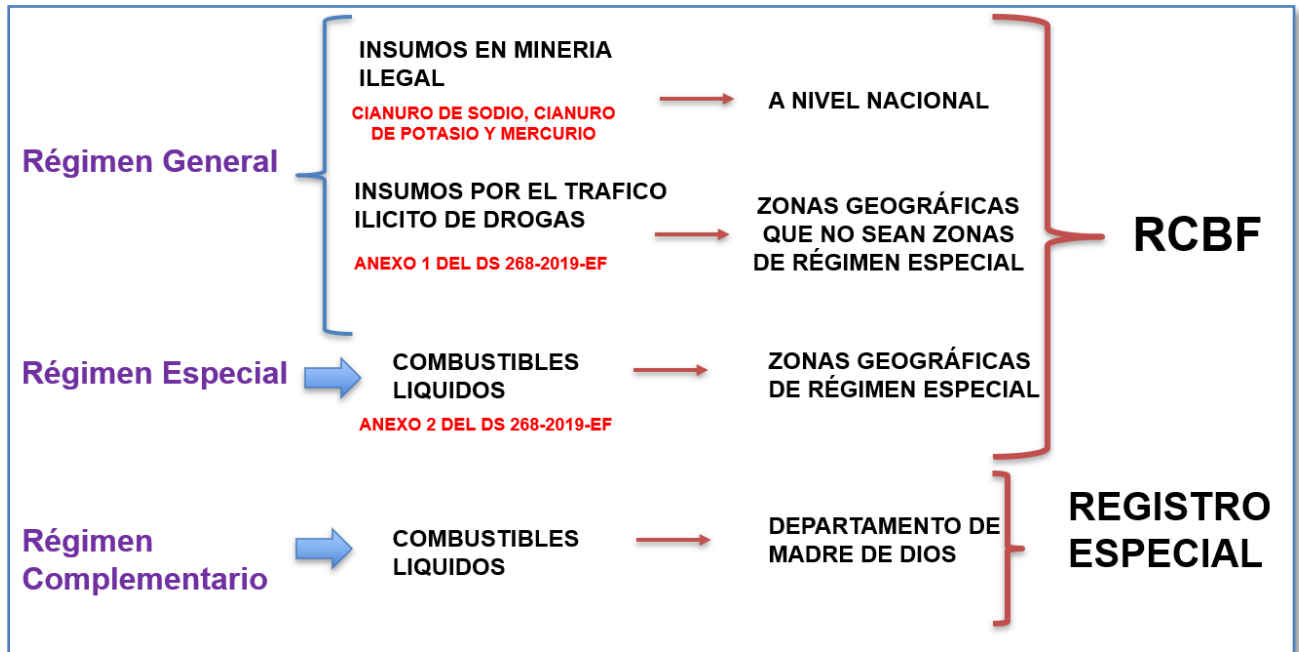 INSUMOS EN MINERIA
ILEGAL
CIANURO DE SODIO, CIANURO
DE POTASIO Y MERCURIO
A NIVEL NACIONAL
Régimen General
INSUMOS POR EL TRAFICO
ILICITO DE DROGAS
ANEXO 1 DEL DS 268-2019-EF
ZONAS GEOGRÁFICAS
QUE NO SEAN ZONAS
DE RÉGIMEN ESPECIAL
RCBF
Régimen Especial
COMBUSTIBLES
LIQUIDOS
ANEXO 2 DEL DS 268-2019-EF
ZONAS GEOGRÁFICAS
DE RÉGIMEN ESPECIAL
Régimen
Complementario
COMBUSTIBLES
LIQUIDOS
DEPARTAMENTO DE
MADRE DE DIOS
REGISTRO
ESPECIAL